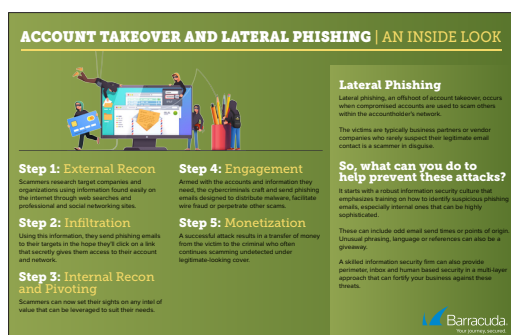 ACCOUNT TAKEOVER AND LATERAL PHISHING | AN INSIDE LOOK
Step 1: External Recon
Scammers research target companies and
organizations using information found easily on
the internet through web searches and
professional and social networking sites.
Step 2: Infiltration
Using this information, they send phishing emails
to their targets in the hope they'll click on a link
that secretly gives them access to their account
and network.
Step 3: Internal Recon
and Pivoting
Scammers can now set their sights on any intel of
value that can be leveraged to suit their needs.
Step 4: Engagement
Armed with the accounts and information they
need, the cybercriminals craft and send phishing
emails designed to distribute malware, facilitate
wire fraud or perpetrate other scams.
Step 5: Monetization
A successful attack results in a transfer of money
from the victim to the criminal who often
continues scamming undetected under
legitimate-looking cover.
Lateral Phishing
Lateral phishing, an offshoot of account takeover, occurs
when compromised accounts are used to scam others
within the accountholder's network.
The victims are typically business partners or vendor
companies who rarely suspect their legitimate email
contact is a scammer in disguise.
So, what can you do to
help prevent these attacks?
It starts with a robust information security culture that
emphasizes training on how to identify suspicious phishing
emails, especially internal ones that can be highly
sophisticated.
These can include odd email send times or points of origin.
Unusual phrasing, language or references can also be a
giveaway.
A skilled information security firm can also provide
perimeter, inbox and human based security in a multi-layer
approach that can fortify your business against these
threats.
Barracuda.
Your journey, secured.